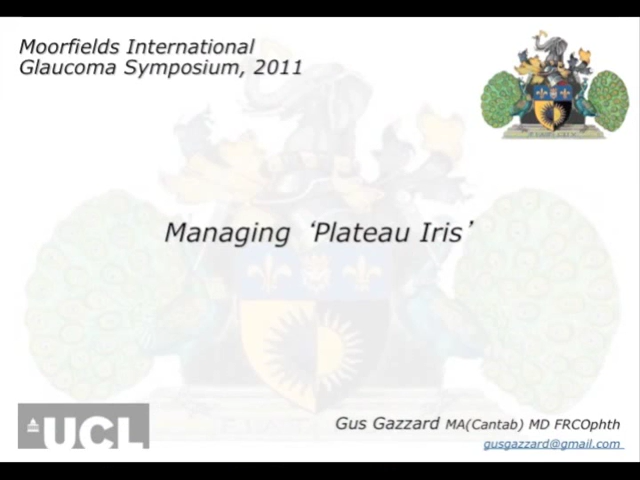 Moorfields International
Glaucoma Symposium, 2011
Managing ‘Plateau Iris’
UCL
Gus Gazzard MA(Cantab) MD FRCOphth
gusgazzard@gmail.com